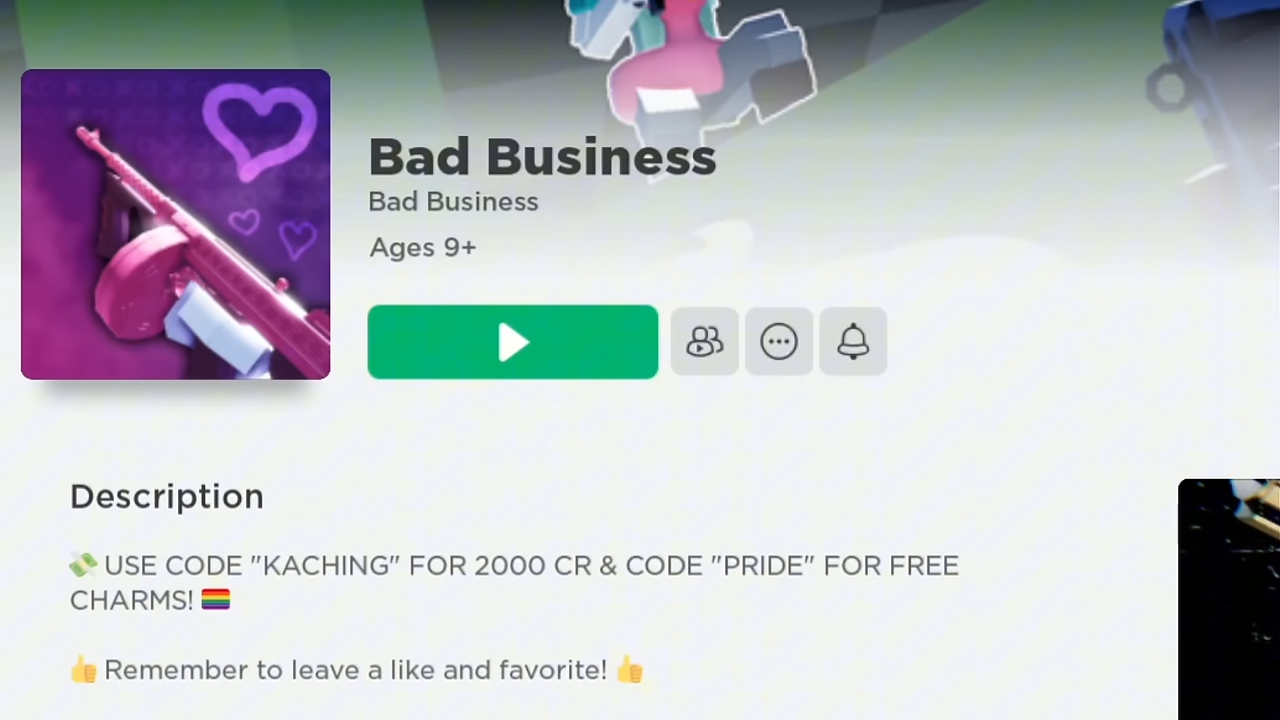 Bad Business
Bad Business
Ages 9+
Description
💸 USE CODE "KACHING" FOR 2000 CR & CODE "PRIDE" FOR FREE
CHARMS! 🏳️‍🌈
👍 Remember to leave a like and favorite! 👍